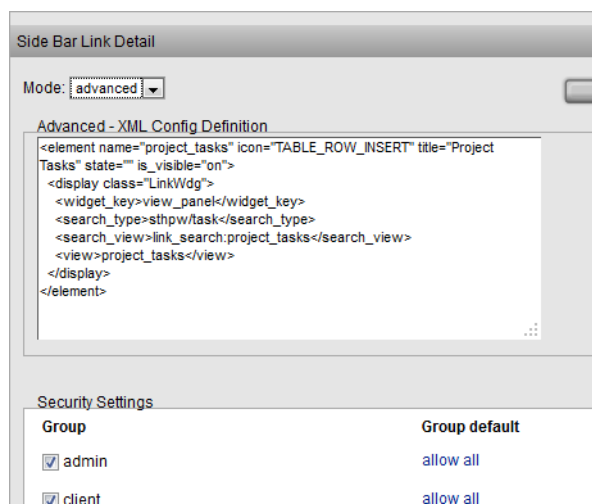 Side Bar Link Detail
Mode: advanced
Advanced - XML Config Definition
<element name="project_tasks" icon="TABLE_ROW_INSERT" title="Project
Tasks" state="" is_visible="on">
<display class="LinkWdg">
<widget_key>view_panel</widget_key>
<search_type>sthpw/task</search_type>
<search_view>link_search:project_tasks</search_view>
<view>project_tasks</view>
</display>
</element>
Security Settings
Group Group default
admin allow all
client allow all